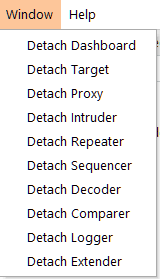 Window Help
Detach Dashboard
Detach Target
Detach Proxy
Detach Intruder
Detach Repeater
Detach Sequencer
Detach Decoder
Detach Comparer
Detach Logger
Detach Extender